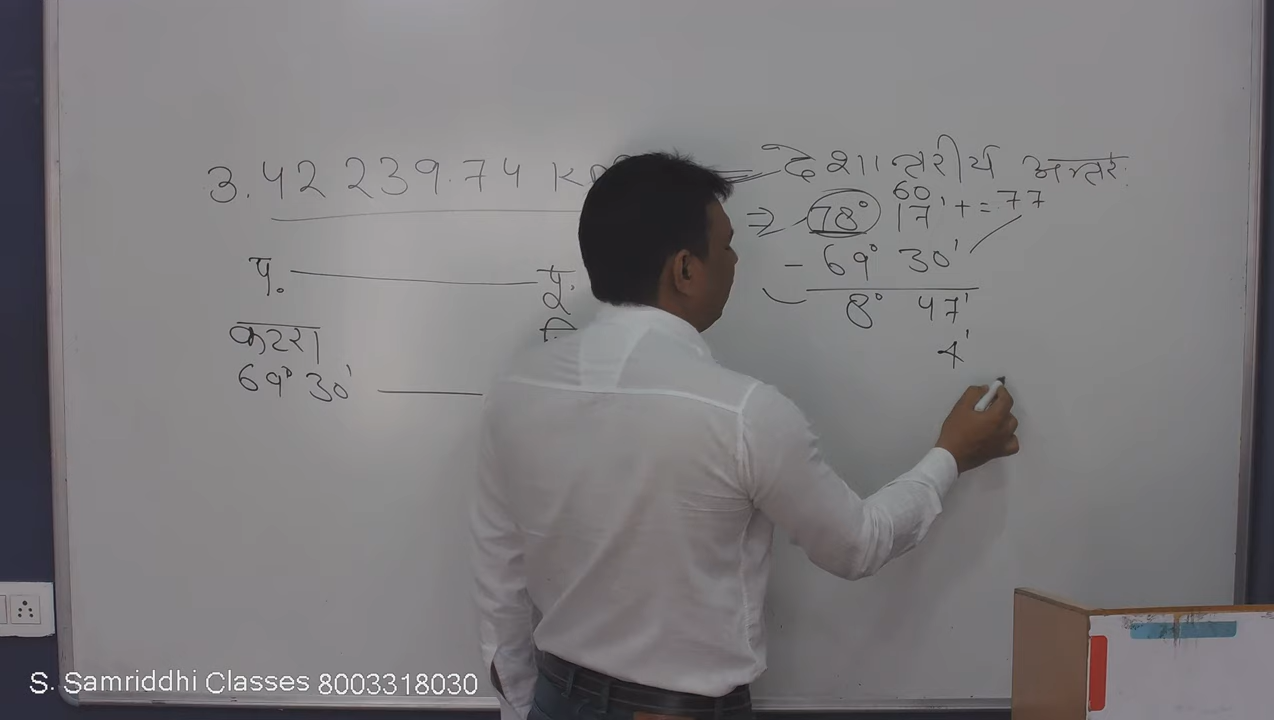 3.42 239.74
देशान्तरीय अन्तर:
60
⇒ 78° 17' + = 77
- 69° 30'
8° 47'
4'
प. पू.
कटरा
69° 30'
S. Samriddhi Classes 8003318030